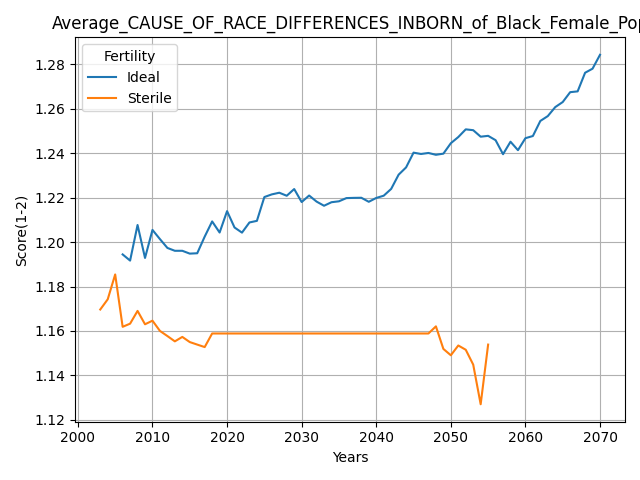 Average_CAUSE_OF_RACE_DIFFERENCES_INBORN_of_Black_Female_Pop
Fertility
Ideal
Sterile
Score(1-2)
1.28
1.26
1.24
1.22
1.20
1.18
1.16
1.14
1.12
2000 2010 2020 2030 2040 2050 2060 2070
Years